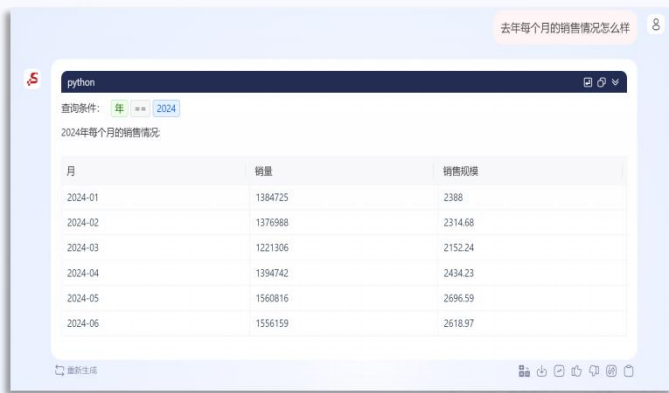 去年每个月的销售情况怎么样
python
查询条件: 年 == 2024
2024年每个月的销售情况:
月 销量 销售规模
2024-01 1384725 2388
2024-02 1376988 2314.68
2024-03 1221306 2152.24
2024-04 1394742 2434.23
2024-05 1560816 2696.59
2024-06 1556159 2618.97
重新生成